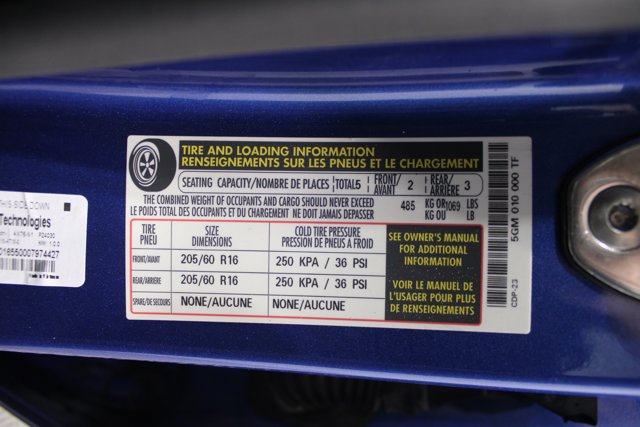 TIRE AND LOADING INFORMATION
RENSEIGNEMENTS SUR LES PNEUS ET LE CHARGEMENT
SEATING CAPACITY/NOMBRE DE PLACES TOTAL5 FRONT/AVANT 2 REAR/ARRIERE 3
THE COMBINED WEIGHT OF OCCUPANTS AND CARGO SHOULD NEVER EXCEED
LE POIDS TOTAL DES OCCUPANTS ET DU CHARGEMENT NE DOIT JAMAIS DEPASSER
485 KG OR 1069 LBS
KG OU LB
TIRE PNEU
SIZE DIMENSIONS
COLD TIRE PRESSURE
PRESSION DE PNEUS A FROID
FRONT/AVANT 205/60 R16 250 KPA / 36 PSI
REAR/ARRIERE 205/60 R16 250 KPA / 36 PSI
SPARE/DE SECOURS NONE/AUCUNE NONE/AUCUNE
SEE OWNER'S MANUAL
FOR ADDITIONAL
INFORMATION
VOIR LE MANUEL DE
L'USAGER POUR PLUS
DE RENSEIGNEMENTS
5GM 010 000 TF
CDP-23
THIS SIDE DOWN
Technologies
016550007974427